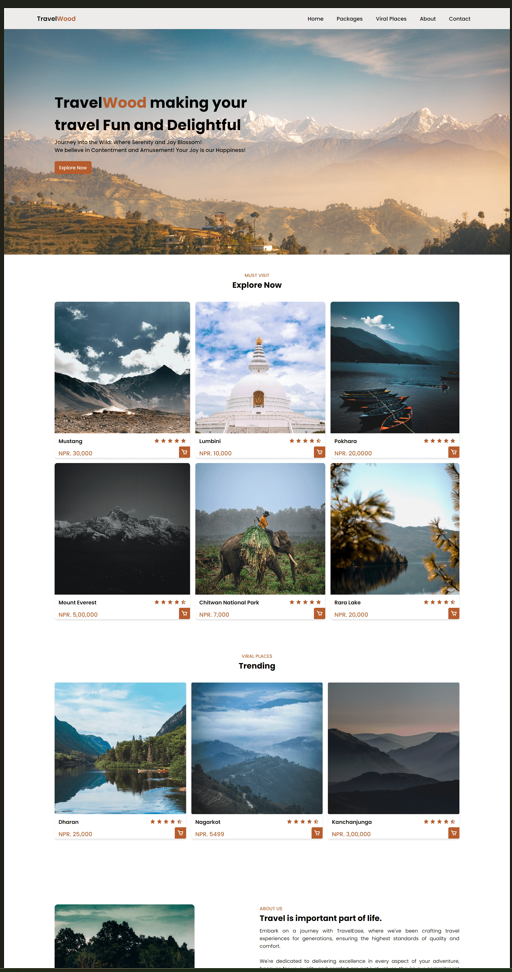 TravelWood
Home Packages Viral Places About Contact
TravelWood making your
travel Fun and Delightful
Journey Into the Wild: Where Serenity and Joy Blossom!
We believe in Contentment and Amusement! Your Joy is our Happiness!
Explore Now
MUST VISIT
Explore Now
Mustang
NPR. 30,000
Lumbini
NPR. 10,000
Pokhara
NPR. 20,0000
Mount Everest
NPR. 5,00,000
Chitwan National Park
NPR. 7,000
Rara Lake
NPR. 20,000
VIRAL PLACES
Trending
Dharan
NPR. 25,000
Nagarkot
NPR. 5499
Kanchanjunga
NPR. 3,00,000
ABOUT US
Travel is important part of life.
Embark on a journey with TravelEase, where we've been crafting travel
experiences for generations, ensuring the highest standards of quality and
comfort.
We're dedicated to delivering excellence in every aspect of your adventure,